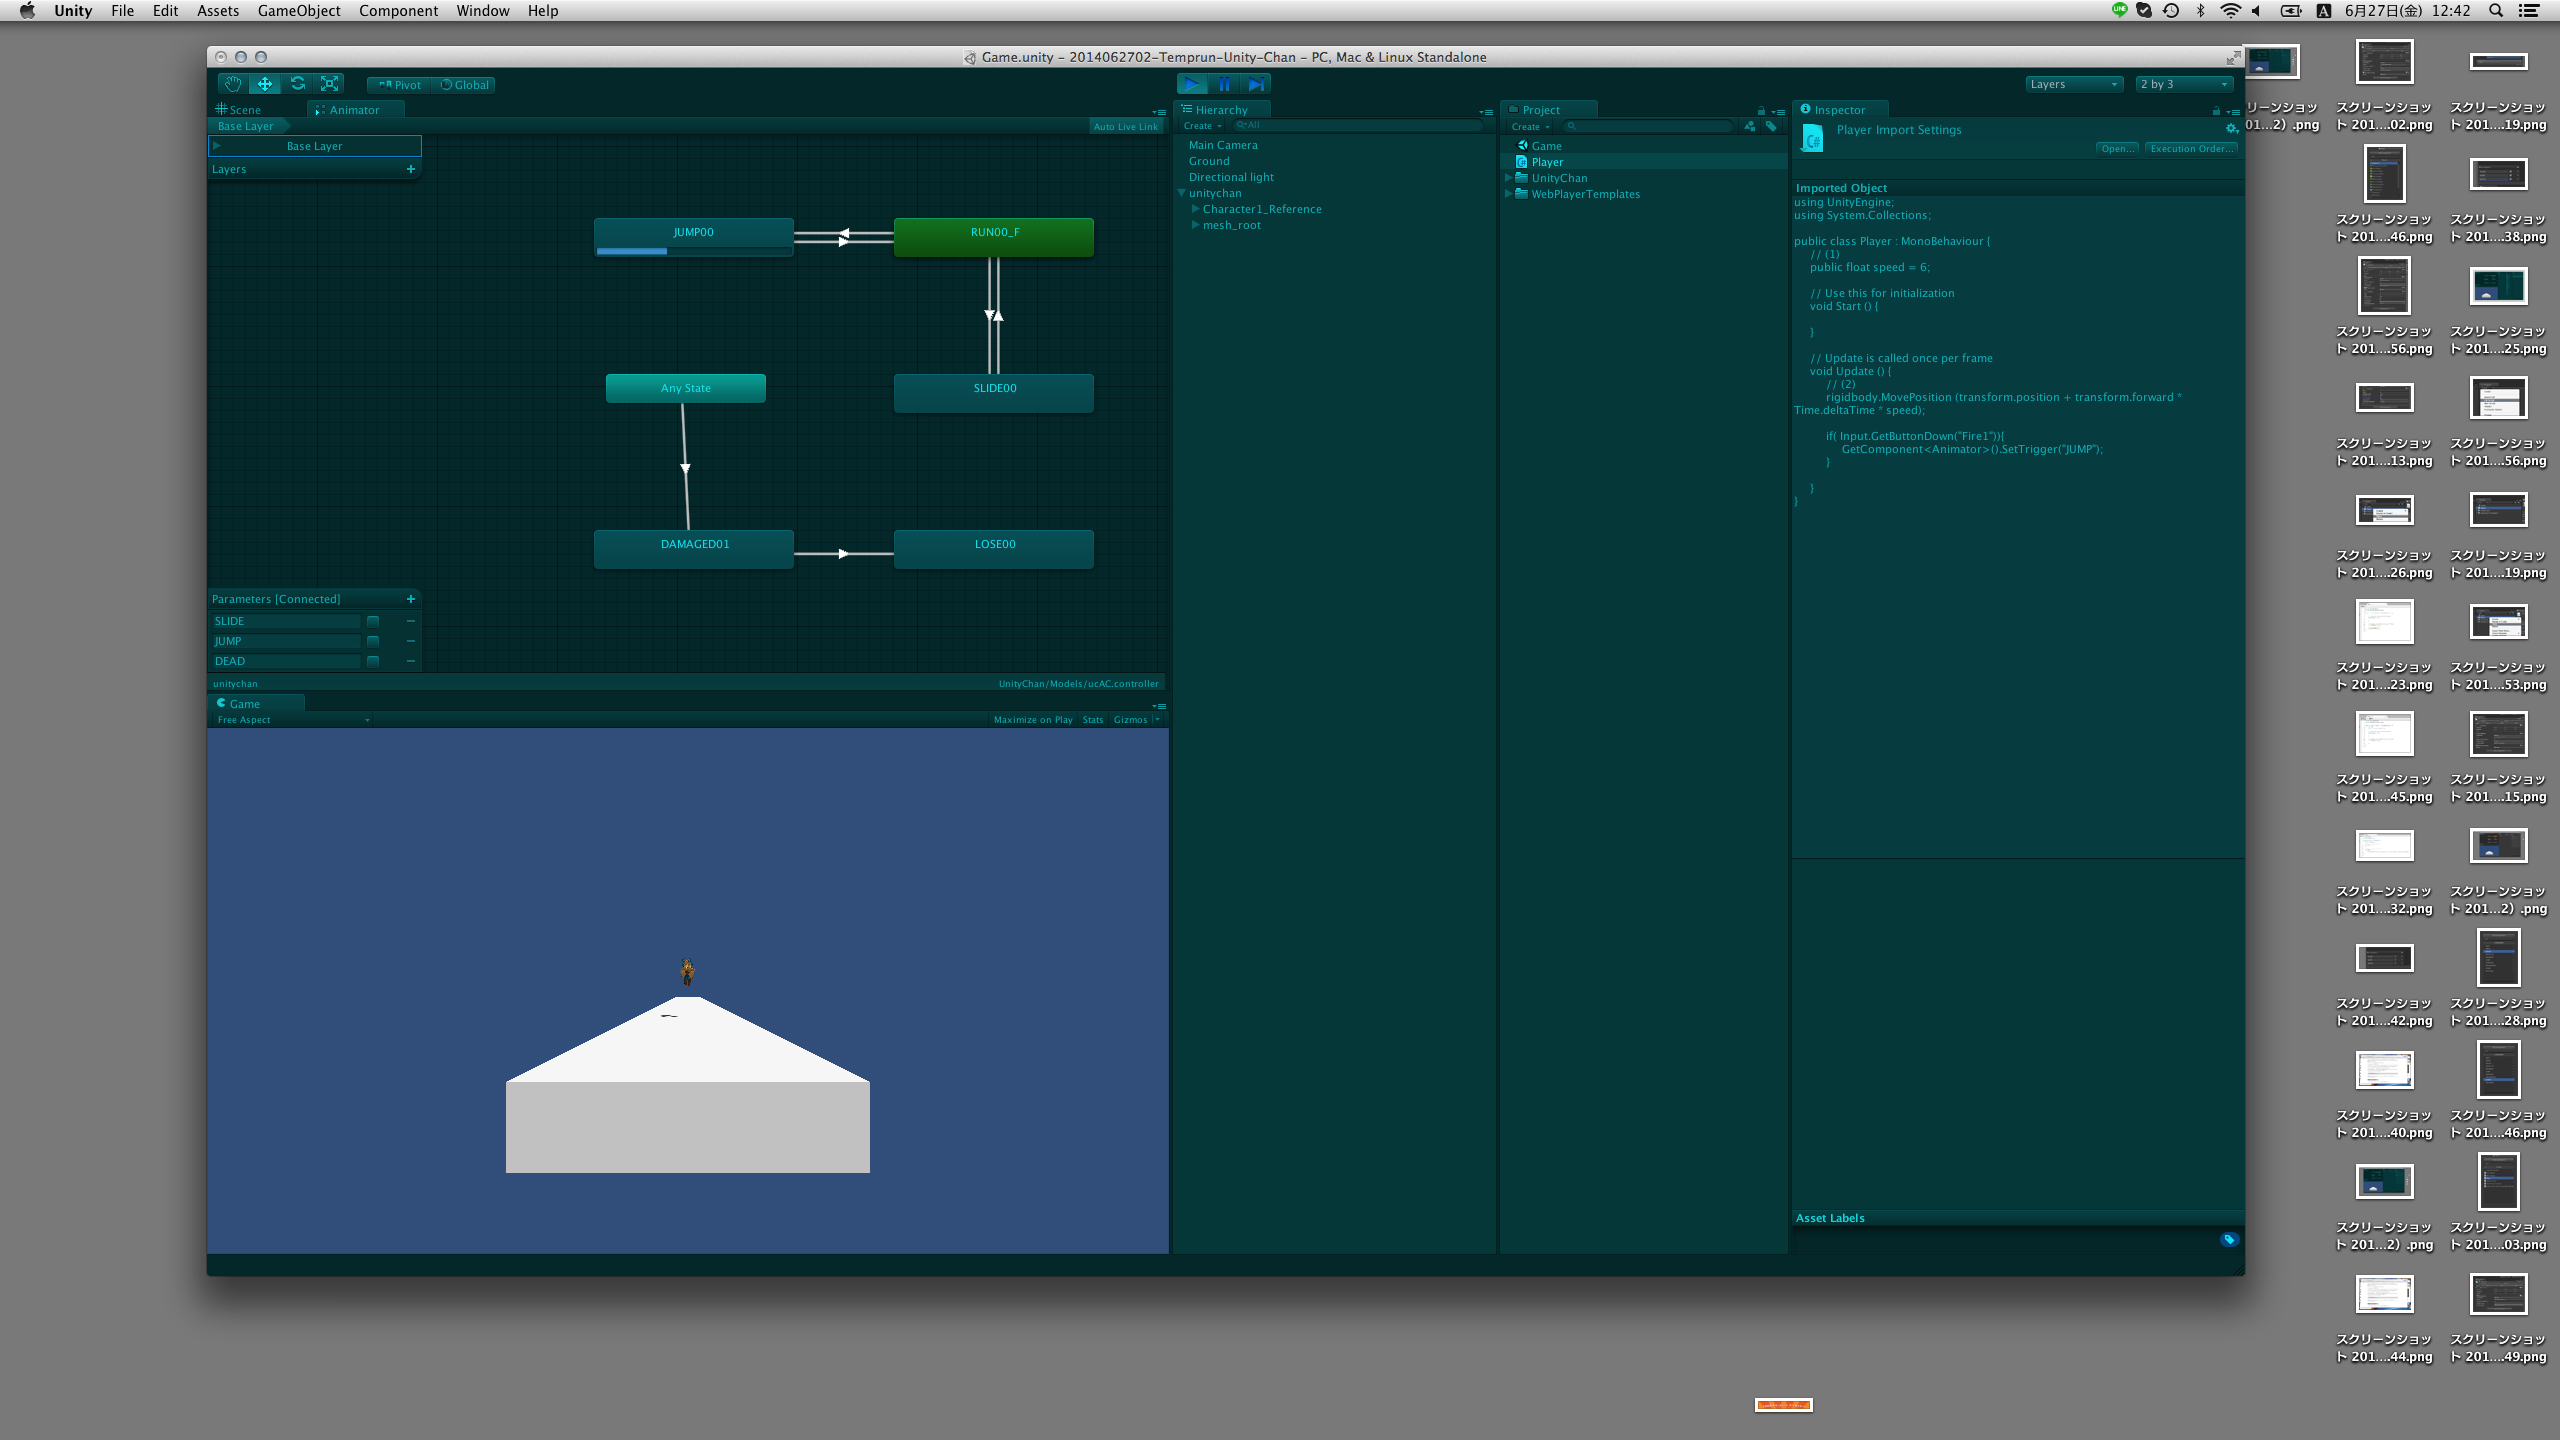 Unity File Edit Assets GameObject Component Window Help
6月27日(金) 12:42
Game.unity – 2014062702-Temprun-Unity-Chan – PC, Mac & Linux Standalone
Pivot Global
Layers
2 by 3
Scene
Animator
Base Layer
Auto Live Link
Base Layer
Layers
JUMP00
RUN00_F
Any State
SLIDE00
DAMAGED01
LOSE00
Parameters [Connected]
SLIDE
JUMP
DEAD
unitychan
UnityChan/Models/ucAC.controller
Game
Free Aspect
Maximize on Play Stats Gizmos
Hierarchy
Create
All
Main Camera
Ground
Directional light
unitychan
Character1_Reference
mesh_root
Project
Create
Game
Player
UnityChan
WebPlayerTemplates
Inspector
Player Import Settings
Open...
Execution Order...
Imported Object
using UnityEngine;
using System.Collections;
public class Player : MonoBehaviour {
// (1)
public float speed = 6;
// Use this for initialization
void Start () {
}
// Update is called once per frame
void Update () {
// (2)
rigidbody.MovePosition (transform.position + transform.forward *
Time.deltaTime * speed);
if( Input.GetButtonDown("Fire1")){
GetComponent<Animator>().SetTrigger("JUMP");
}
}
}
Asset Labels
リーンショッ
01...2）.png
スクリーンショッ
ト 201....02.png
スクリーンショッ
ト 201....19.png
スクリーンショッ
ト 201....46.png
スクリーンショッ
ト 201....38.png
スクリーンショッ
ト 201....56.png
スクリーンショッ
ト 201....25.png
スクリーンショッ
ト 201....13.png
スクリーンショッ
ト 201....56.png
スクリーンショッ
ト 201....26.png
スクリーンショッ
ト 201....19.png
スクリーンショッ
ト 201....23.png
スクリーンショッ
ト 201....53.png
スクリーンショッ
ト 201....45.png
スクリーンショッ
ト 201....15.png
スクリーンショッ
ト 201....32.png
スクリーンショッ
ト 201...2）.png
スクリーンショッ
ト 201....42.png
スクリーンショッ
ト 201....28.png
スクリーンショッ
ト 201....40.png
スクリーンショッ
ト 201....46.png
スクリーンショッ
ト 201...2）.png
スクリーンショッ
ト 201....03.png
スクリーンショッ
ト 201....44.png
スクリーンショッ
ト 201....49.png